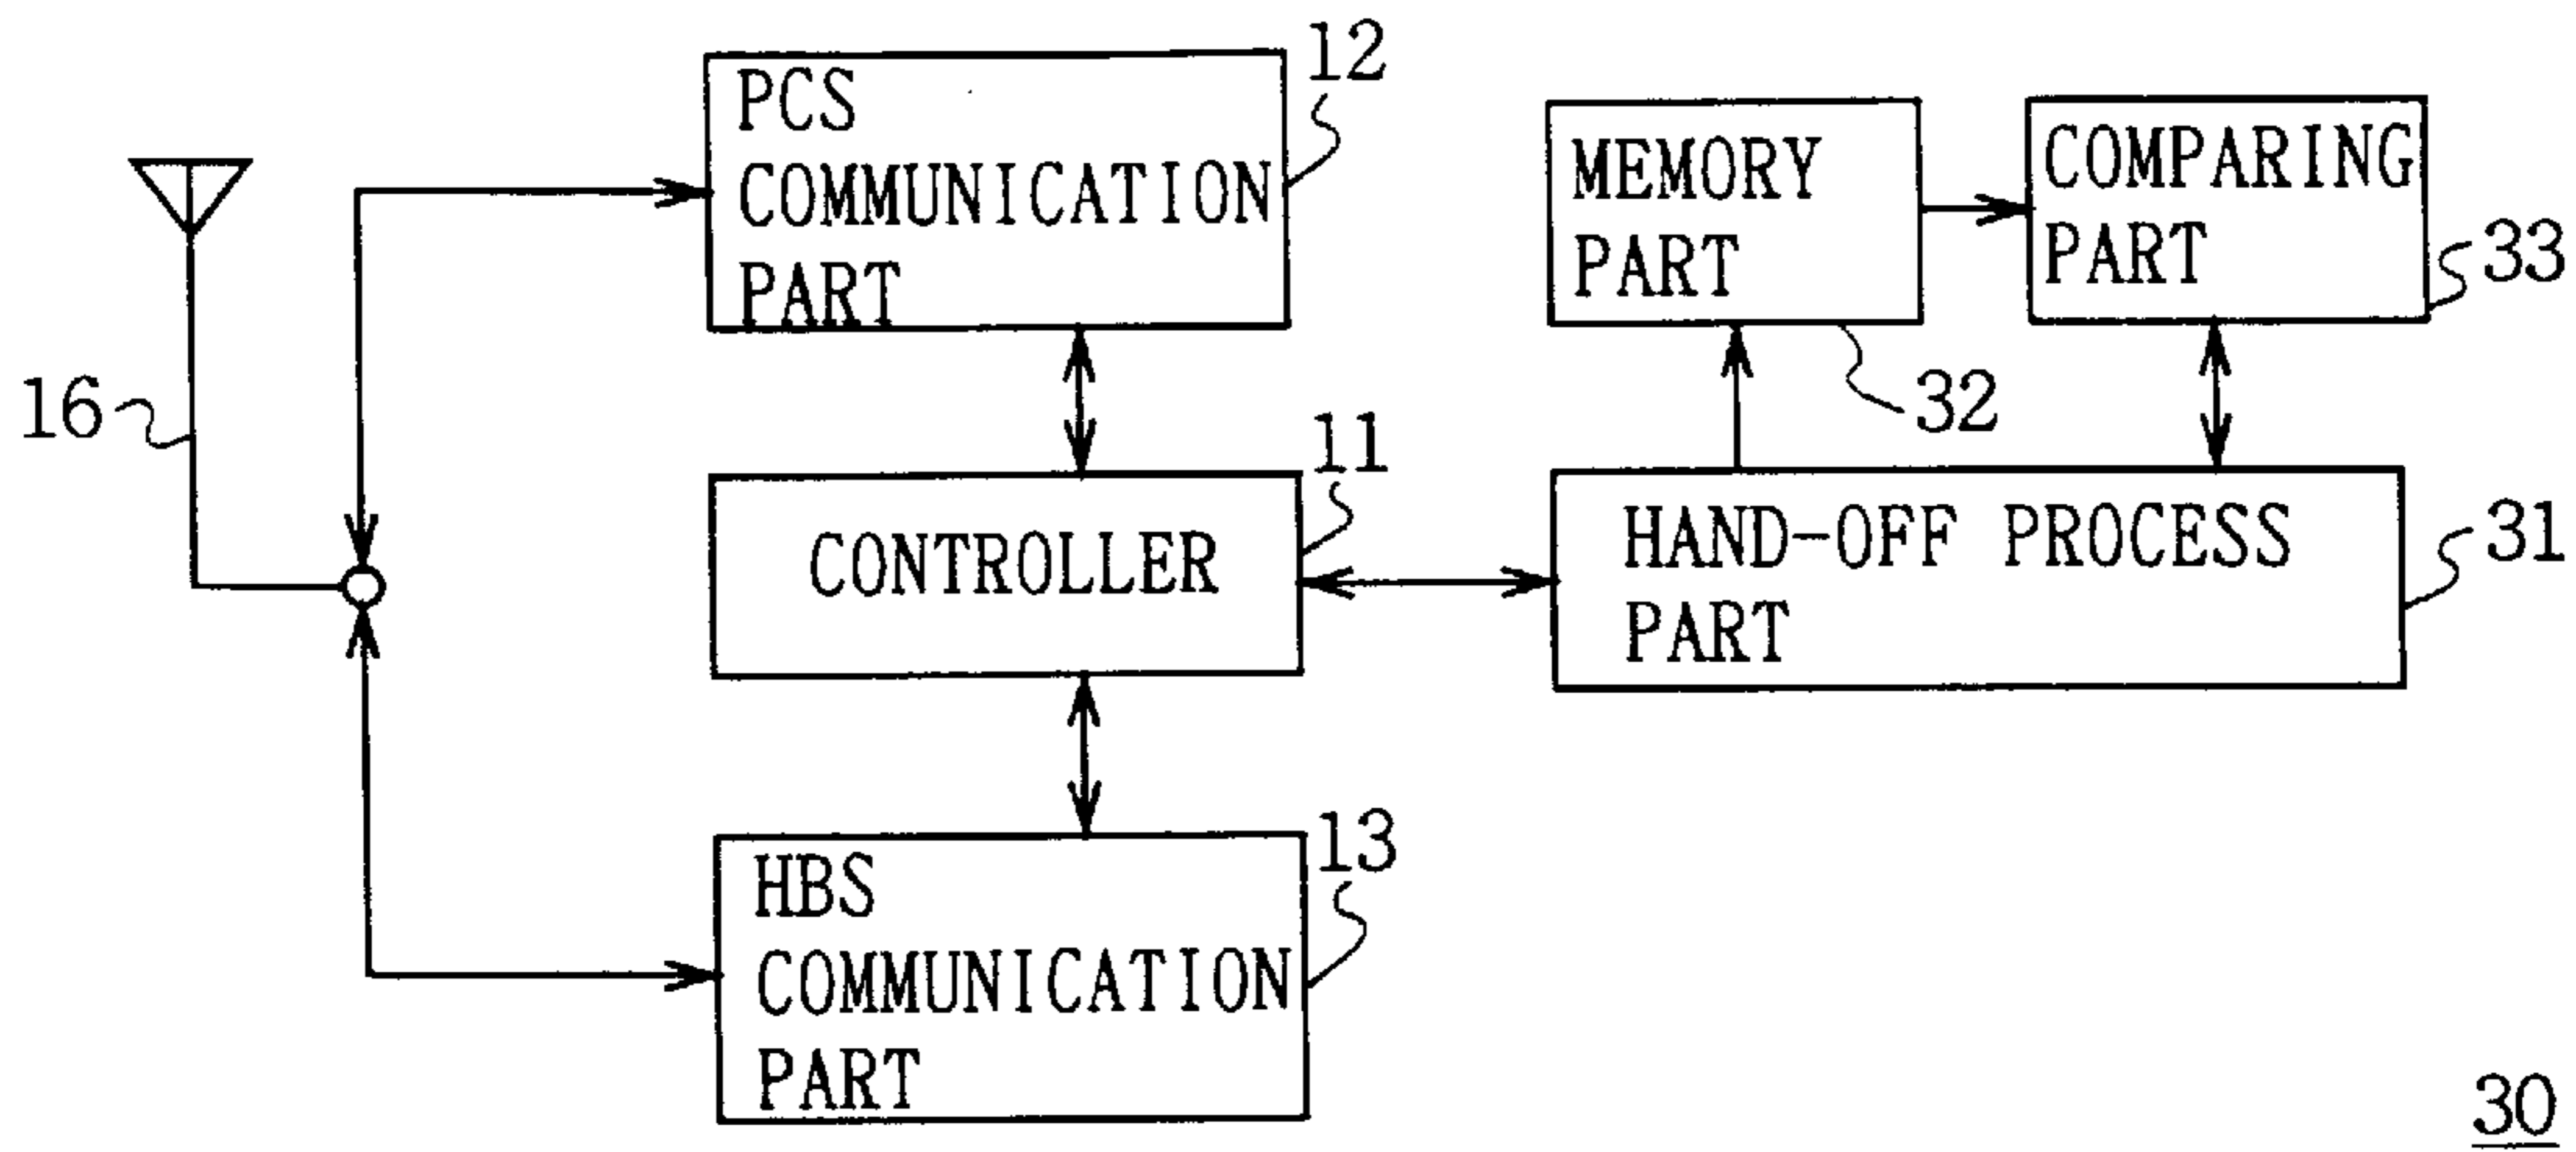 12
PCS
COMMUNICATION
PART
MEMORY
PART
32
COMPARING
PART
33
16
11
CONTROLLER
HAND-OFF PROCESS
PART
31
13
HBS
COMMUNICATION
PART
30